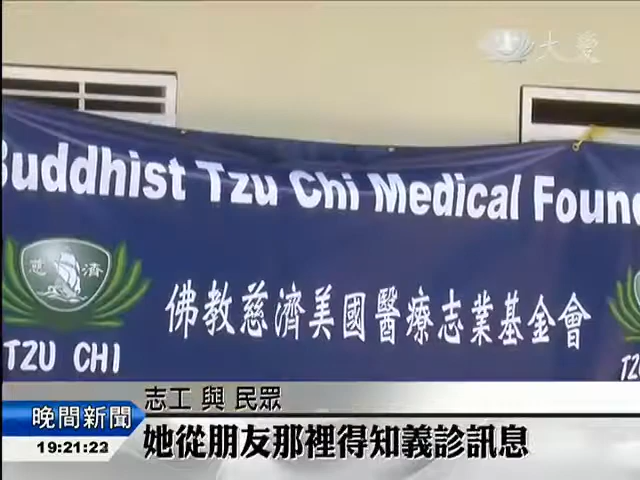 大愛
Buddhist Tzu Chi Medical Foun
慈濟
佛教慈濟美國醫療志業基金會
TZU CHI
TZ
志工 與 民眾
晚間新聞
她從朋友那裡得知義診訊息
19:21:23